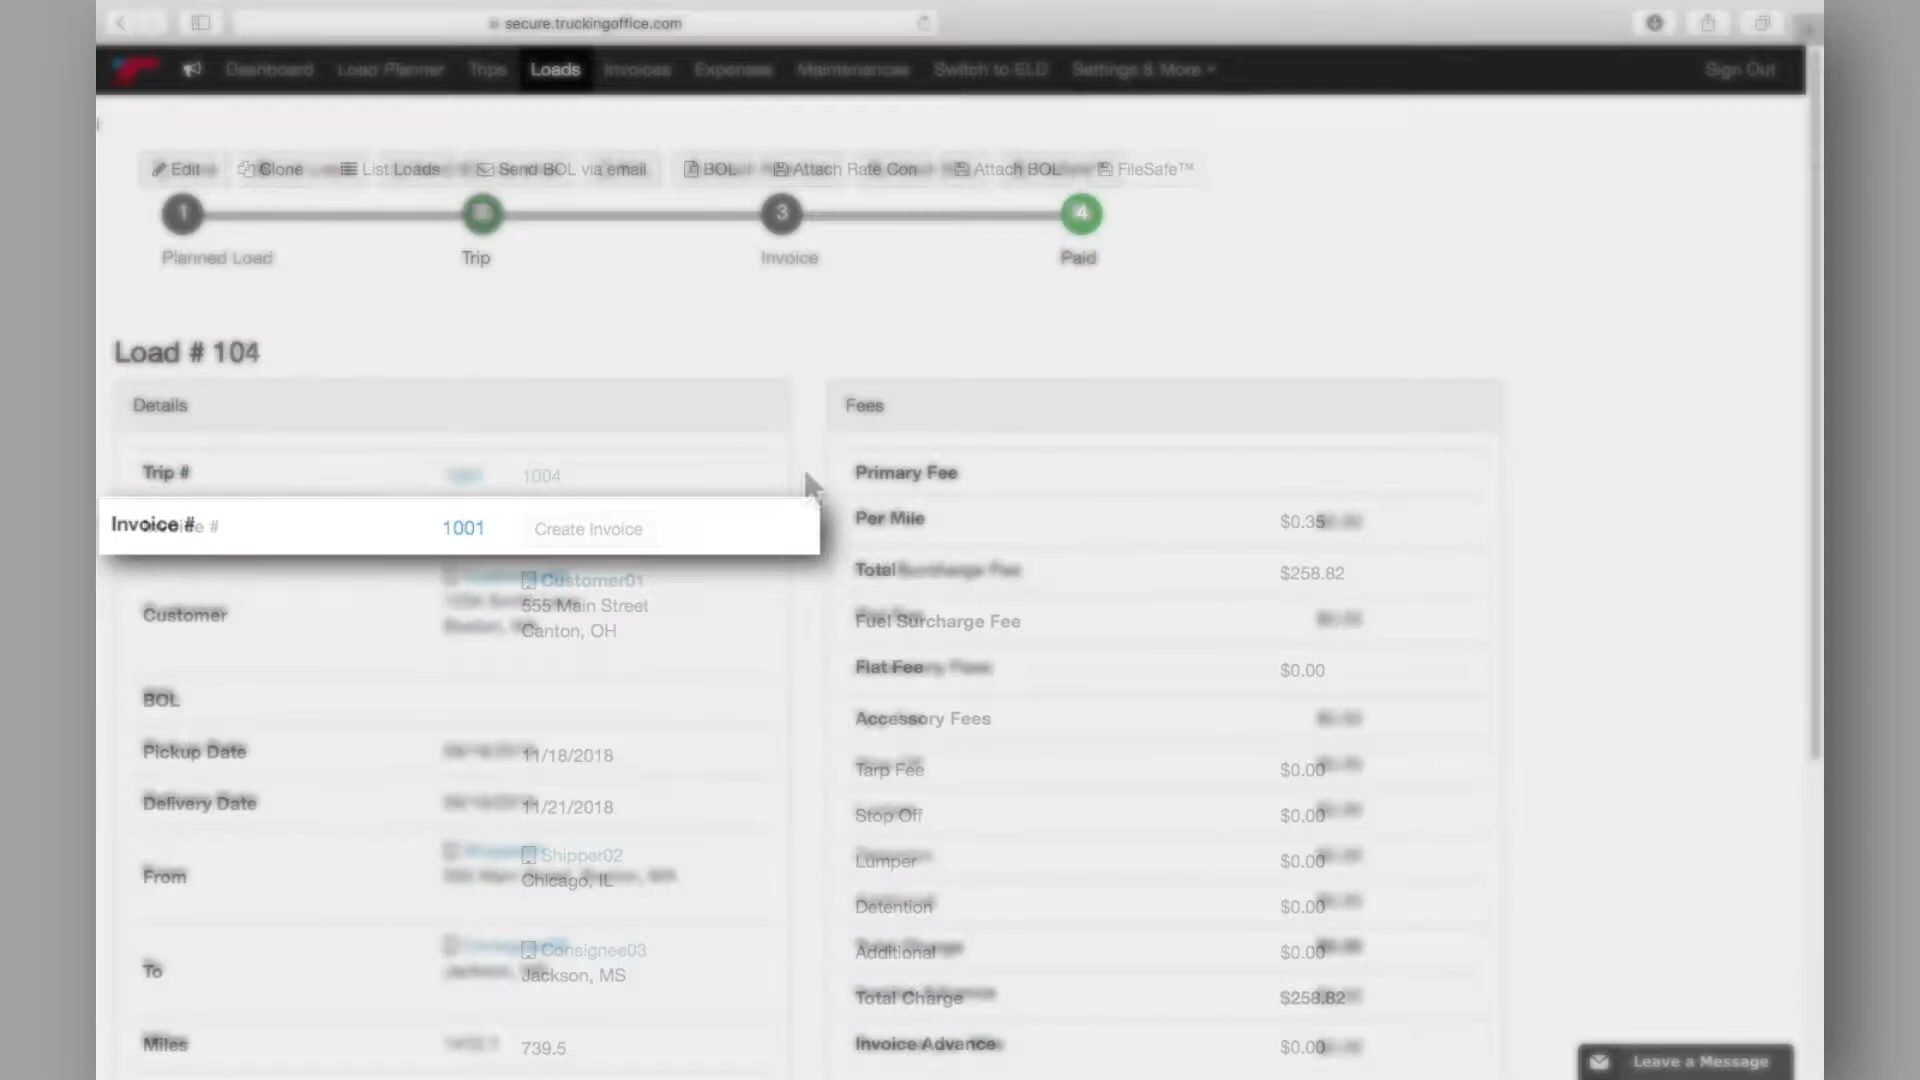 secure.truckingoffice.com
Dashboard Load Planner Trips Loads Invoices Expenses Maintenances Switch to ELD Settings & More Sign Out
Edit Clone List Loads Send BOL via email BOL Attach Rate Con Attach BOL FileSafe™
1 3 4
Planned Load Trip Invoice Paid
Load # 104
Details
Trip # 1001 1004
Invoice # 1001 Create Invoice
Customer
Customer01
555 Main Street
Canton, OH
BOL
Pickup Date 11/18/2018
Delivery Date 11/21/2018
From
Shipper02
Chicago, IL
To
Consignee03
Jackson, MS
Miles 739.5
Fees
Primary Fee
Per Mile $0.35
Total $258.82
Fuel Surcharge Fee
Flat Fee $0.00
Accessory Fees
Tarp Fee $0.00
Stop Off $0.00
Lumper $0.00
Detention $0.00
Additional $0.00
Total Charge $258.82
Invoice Advance $0.00
Leave a Message